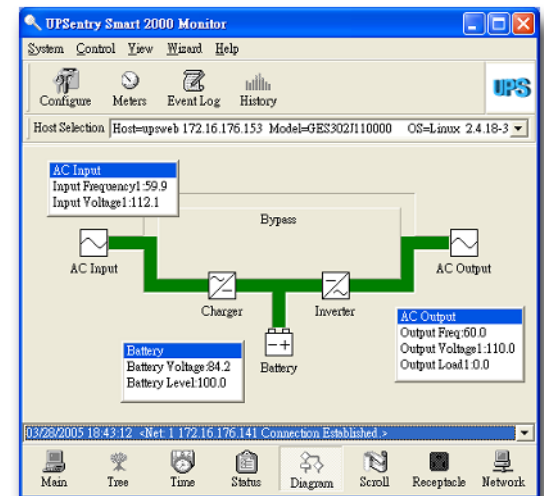 UPSentry Smart 2000 Monitor
System Control View Wizard Help
Configure Meters Event Log History
UPS
Host Selection Host=upsweb 172.16.176.153 Model=GES302J110000 OS=Linux 2.4.18-3
AC Input
Input Frequency1:59.9
Input Voltage1:112.1
Bypass
AC Input
AC Output
Charger
Inverter
AC Output
Output Freq:60.0
Output Voltage1:110.0
Output Load1:0.0
Battery
Battery Voltage:84.2
Battery Level:100.0
Battery
03/28/2005 18:43:12 <Net: 1 172.16.176.141 Connection Established.>
Main Tree Time Status Diagram Scroll Receptacle Network